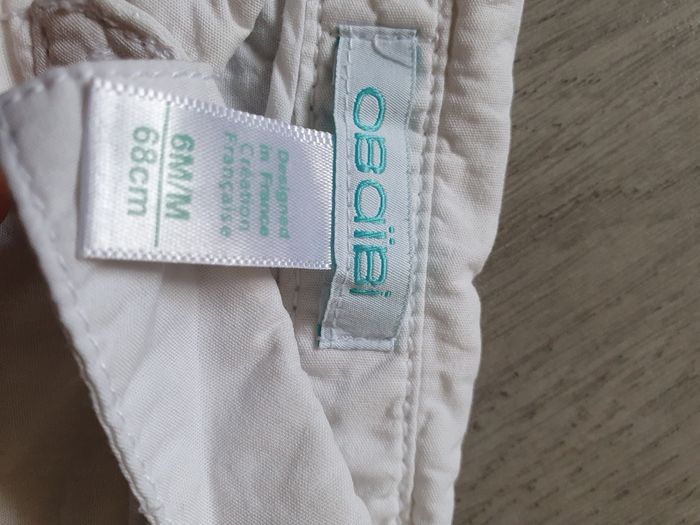 OBaïBi
Designed
in France
Création
Française
6M/M
68cm